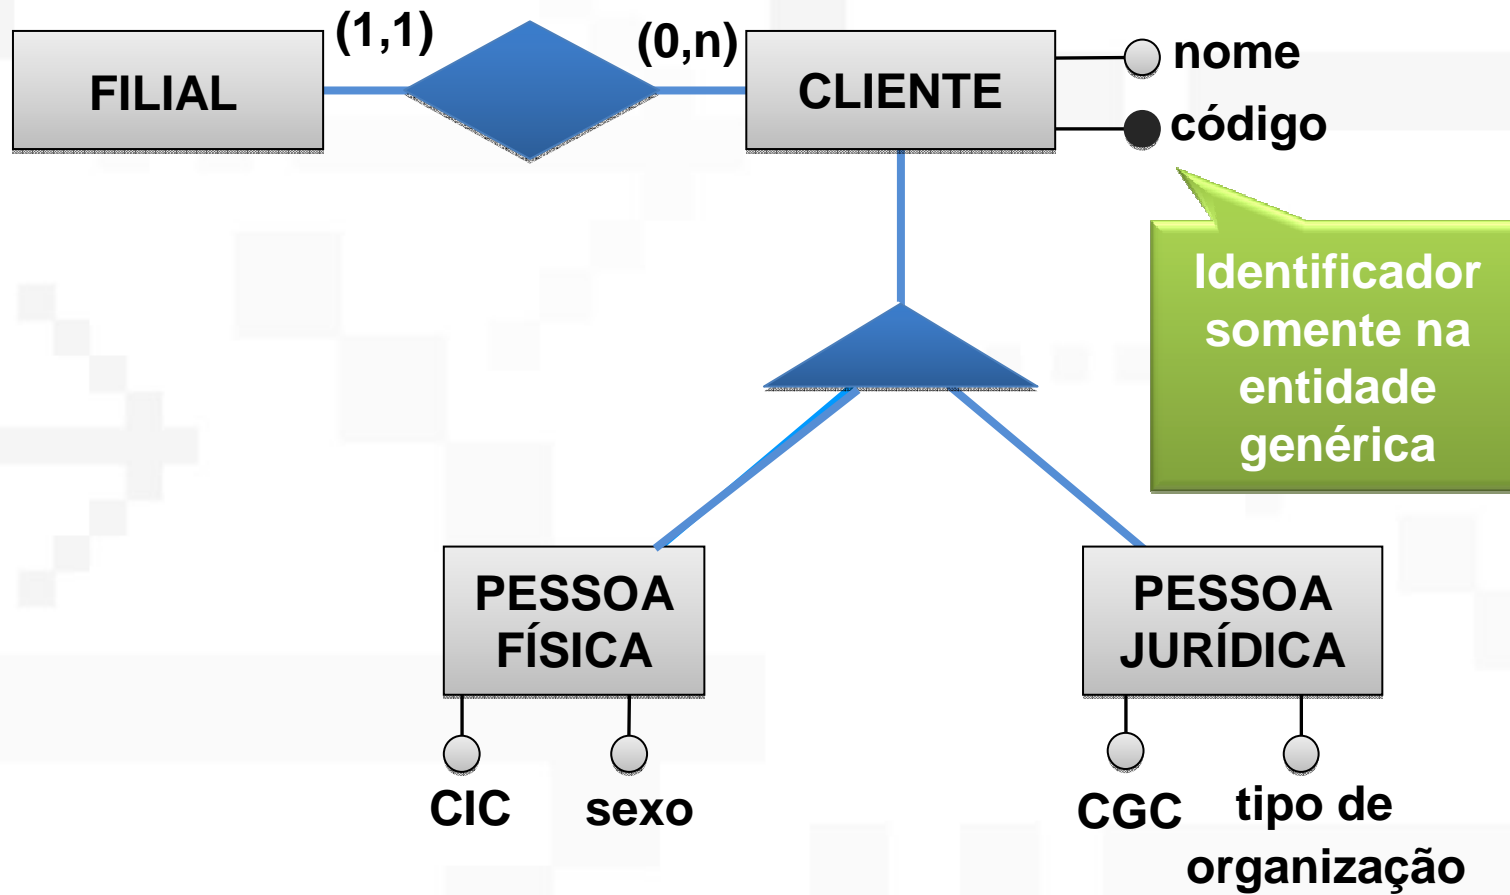 (1,1)
(0,n)
FILIAL
CLIENTE
nome
código
Identificador
somente na
entidade
genérica
PESSOA
FÍSICA
PESSOA
JURÍDICA
CIC
sexo
CGC
tipo de
organização